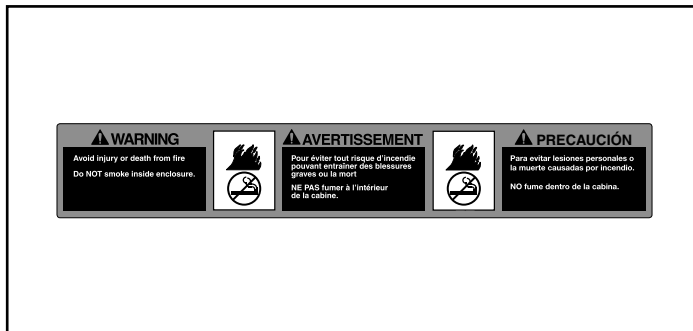 WARNING
Avoid injury or death from fire
Do NOT smoke inside enclosure.
AVERTISSEMENT
Pour éviter tout risque d'incendie
pouvant entraîner des blessures
graves ou la mort
NE PAS fumer à l'intérieur
de la cabine.
PRECAUCIÓN
Para evitar lesiones personales o
la muerte causadas por incendio.
NO fume dentro de la cabina.